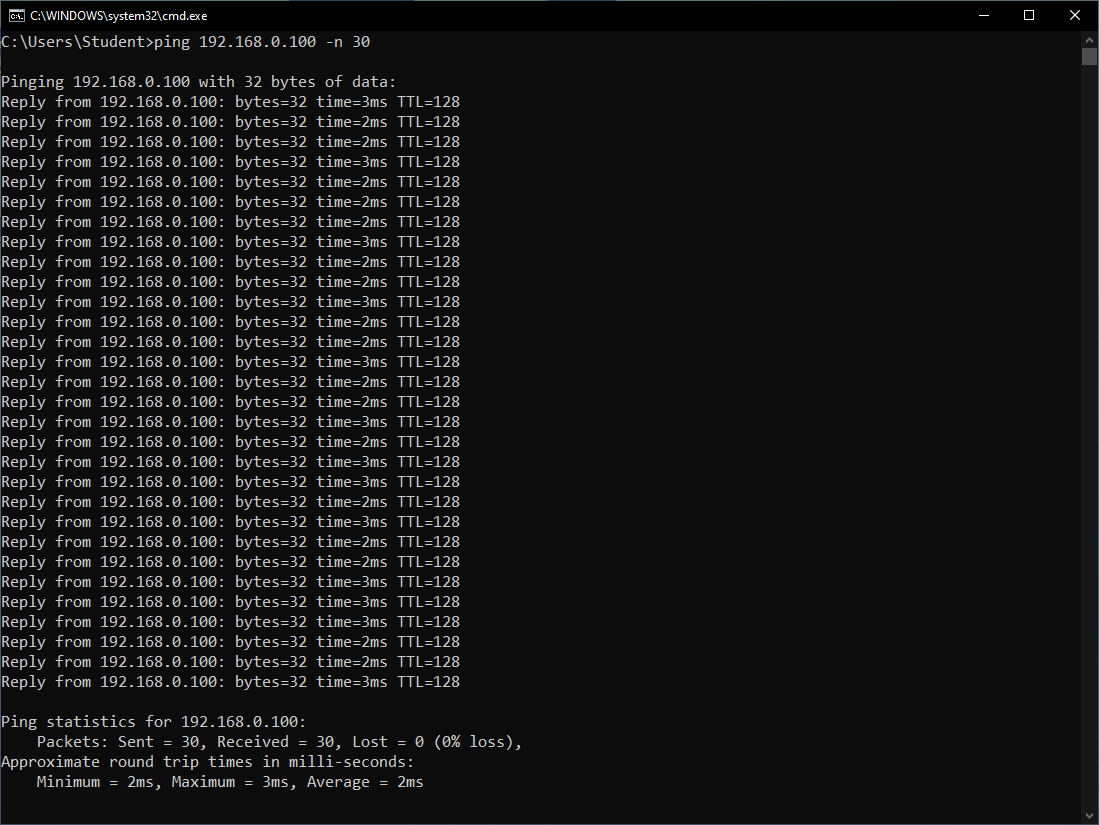 C:\WINDOWS\system32\cmd.exe
C:\Users\Student>ping 192.168.0.100 -n 30
Pinging 192.168.0.100 with 32 bytes of data:
Reply from 192.168.0.100: bytes=32 time=3ms TTL=128
Reply from 192.168.0.100: bytes=32 time=2ms TTL=128
Reply from 192.168.0.100: bytes=32 time=2ms TTL=128
Reply from 192.168.0.100: bytes=32 time=3ms TTL=128
Reply from 192.168.0.100: bytes=32 time=2ms TTL=128
Reply from 192.168.0.100: bytes=32 time=2ms TTL=128
Reply from 192.168.0.100: bytes=32 time=2ms TTL=128
Reply from 192.168.0.100: bytes=32 time=3ms TTL=128
Reply from 192.168.0.100: bytes=32 time=2ms TTL=128
Reply from 192.168.0.100: bytes=32 time=2ms TTL=128
Reply from 192.168.0.100: bytes=32 time=3ms TTL=128
Reply from 192.168.0.100: bytes=32 time=2ms TTL=128
Reply from 192.168.0.100: bytes=32 time=2ms TTL=128
Reply from 192.168.0.100: bytes=32 time=3ms TTL=128
Reply from 192.168.0.100: bytes=32 time=2ms TTL=128
Reply from 192.168.0.100: bytes=32 time=2ms TTL=128
Reply from 192.168.0.100: bytes=32 time=3ms TTL=128
Reply from 192.168.0.100: bytes=32 time=2ms TTL=128
Reply from 192.168.0.100: bytes=32 time=3ms TTL=128
Reply from 192.168.0.100: bytes=32 time=3ms TTL=128
Reply from 192.168.0.100: bytes=32 time=2ms TTL=128
Reply from 192.168.0.100: bytes=32 time=3ms TTL=128
Reply from 192.168.0.100: bytes=32 time=2ms TTL=128
Reply from 192.168.0.100: bytes=32 time=2ms TTL=128
Reply from 192.168.0.100: bytes=32 time=3ms TTL=128
Reply from 192.168.0.100: bytes=32 time=3ms TTL=128
Reply from 192.168.0.100: bytes=32 time=3ms TTL=128
Reply from 192.168.0.100: bytes=32 time=2ms TTL=128
Reply from 192.168.0.100: bytes=32 time=2ms TTL=128
Reply from 192.168.0.100: bytes=32 time=3ms TTL=128
Ping statistics for 192.168.0.100:
Packets: Sent = 30, Received = 30, Lost = 0 (0% loss),
Approximate round trip times in milli-seconds:
Minimum = 2ms, Maximum = 3ms, Average = 2ms